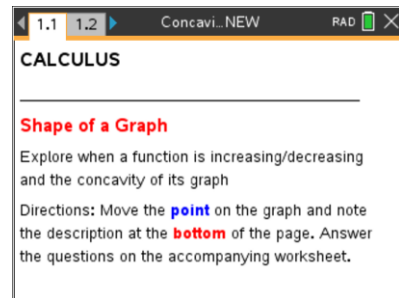 1.1 1.2 Concavi...NEW RAD
CALCULUS
Shape of a Graph
Explore when a function is increasing/decreasing
and the concavity of its graph
Directions: Move the point on the graph and note
the description at the bottom of the page. Answer
the questions on the accompanying worksheet.